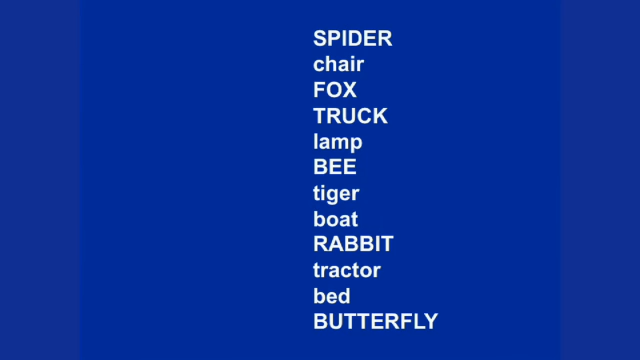 SPIDER
chair
FOX
TRUCK
lamp
BEE
tiger
boat
RABBIT
tractor
bed
BUTTERFLY